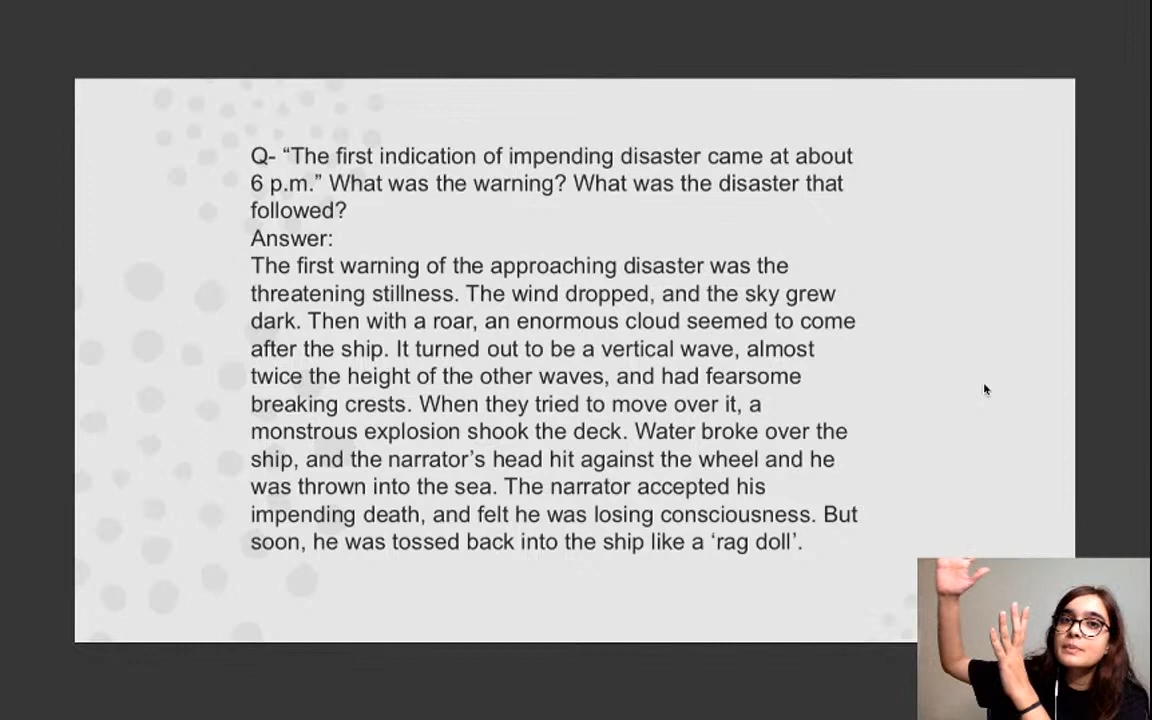 Q- “The first indication of impending disaster came at about
6 p.m.” What was the warning? What was the disaster that
followed?
Answer:
The first warning of the approaching disaster was the
threatening stillness. The wind dropped, and the sky grew
dark. Then with a roar, an enormous cloud seemed to come
after the ship. It turned out to be a vertical wave, almost
twice the height of the other waves, and had fearsome
breaking crests. When they tried to move over it, a
monstrous explosion shook the deck. Water broke over the
ship, and the narrator’s head hit against the wheel and he
was thrown into the sea. The narrator accepted his
impending death, and felt he was losing consciousness. But
soon, he was tossed back into the ship like a ‘rag doll’.